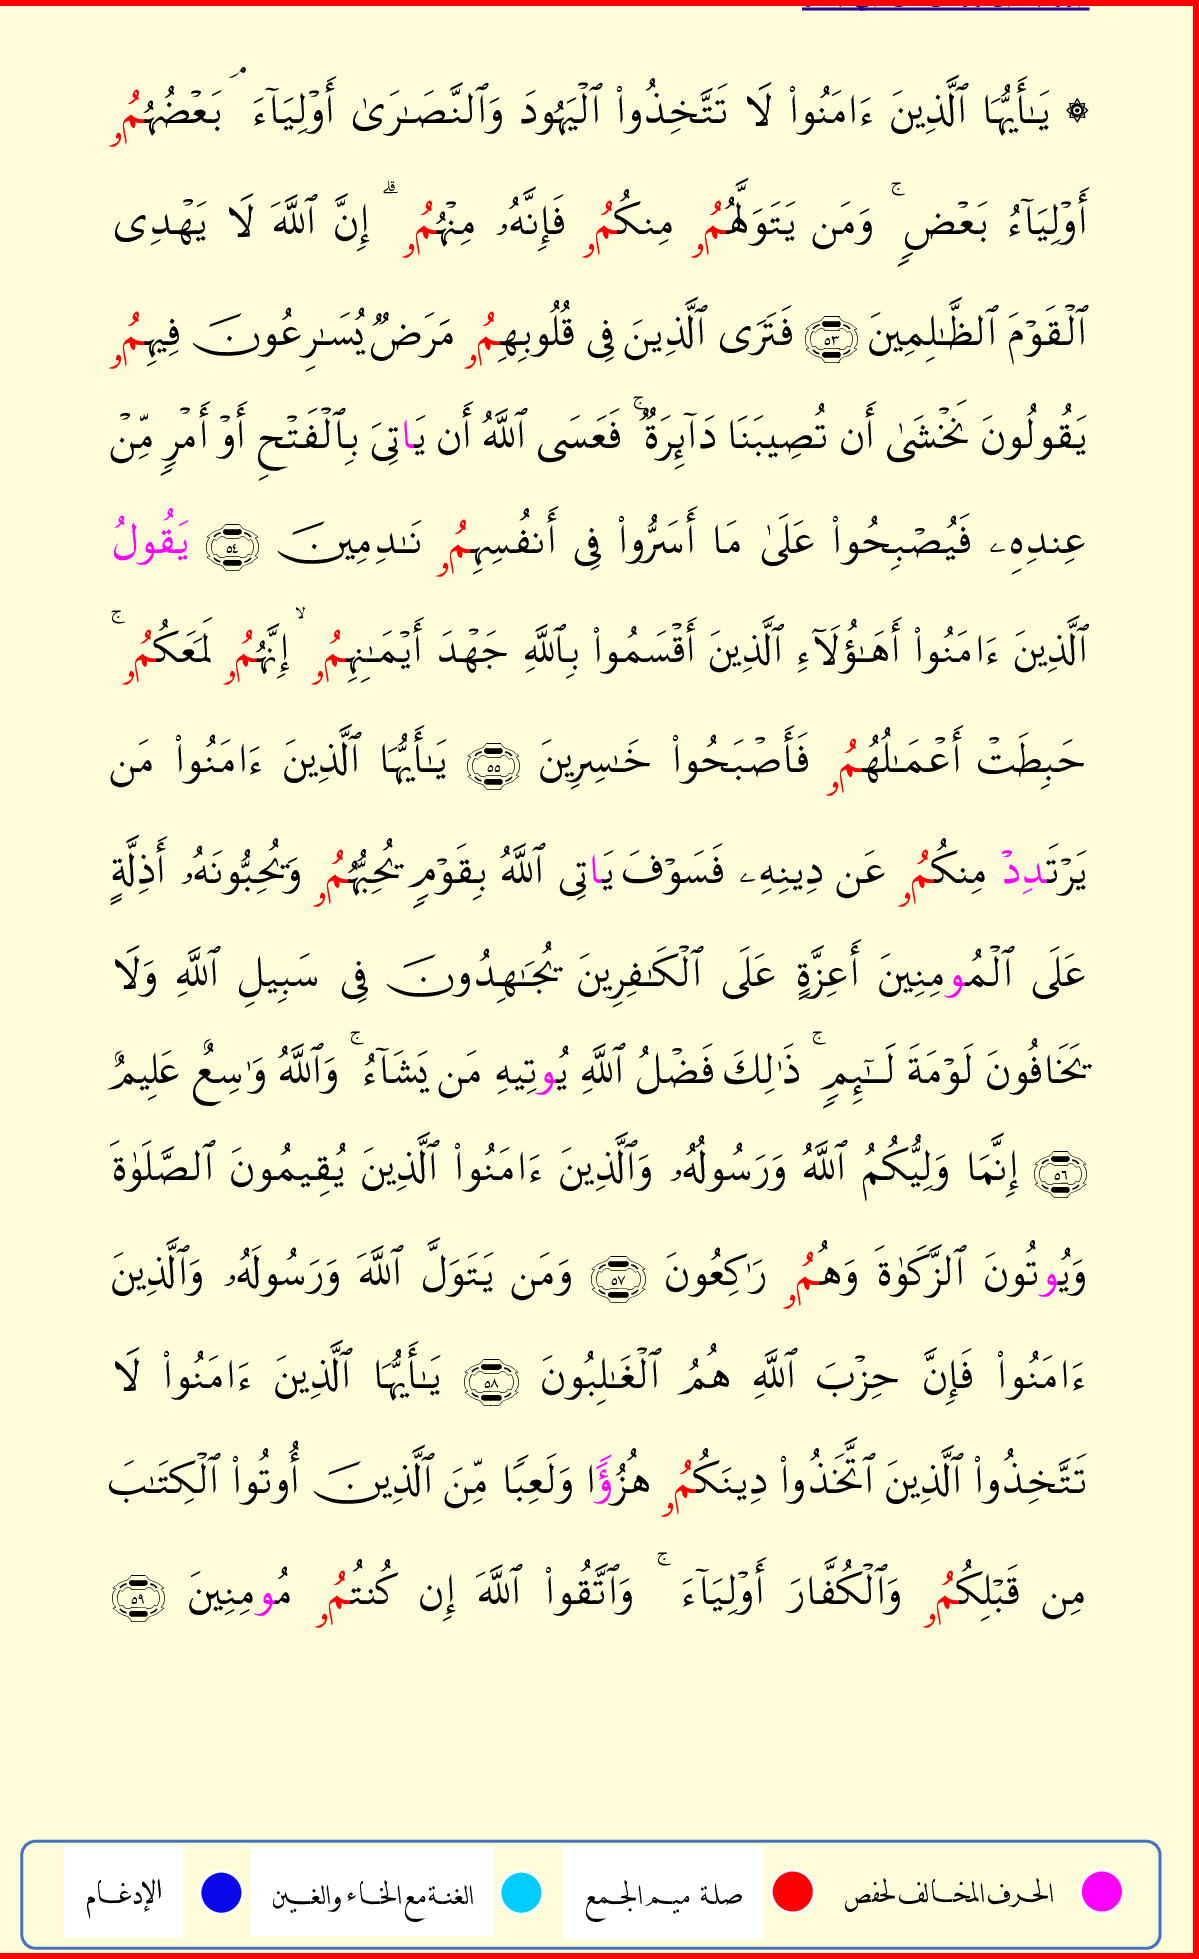 ۞ يَـٰٓأَيُّهَا ٱلَّذِينَ ءَامَنُوا۟ لَا تَتَّخِذُوا۟ ٱلْيَهُودَ وَٱلنَّصَـٰرَىٰ أَوْلِيَآءَ ۘ بَعْضُهُمُۥ
أَوْلِيَآءُ بَعْضٍ ۚ وَمَن يَتَوَلَّهُمُۥ مِنكُمُۥ فَإِنَّهُۥ مِنْهُمُۥ ۗ إِنَّ ٱللَّهَ لَا يَهْدِى
ٱلْقَوْمَ ٱلظَّـٰلِمِينَ ٥٣ فَتَرَى ٱلَّذِينَ فِى قُلُوبِهِمُۥ مَرَضٌ يُسَـٰرِعُونَ فِيهِمُۥ
يَقُولُونَ نَخْشَىٰ أَن تُصِيبَنَا دَآئِرَةٌ ۚ فَعَسَى ٱللَّهُ أَن يَاتِىَ بِٱلْفَتْحِ أَوْ أَمْرٍ مِّنْ
عِندِهِۦ فَيُصْبِحُوا۟ عَلَىٰ مَا أَسَرُّوا۟ فِى أَنفُسِهِمُۥ نَـٰدِمِينَ ٥٤ يَقُولُ
ٱلَّذِينَ ءَامَنُوا۟ أَهَـٰؤُلَآءِ ٱلَّذِينَ أَقْسَمُوا۟ بِٱللَّهِ جَهْدَ أَيْمَـٰنِهِمُۥ ۙ إِنَّهُمُۥ لَمَعَكُمُۥ ۚ
حَبِطَتْ أَعْمَـٰلُهُمُۥ فَأَصْبَحُوا۟ خَـٰسِرِينَ ٥٥ يَـٰأَيُّهَا ٱلَّذِينَ ءَامَنُوا۟ مَن
يَرْتَدِدْ مِنكُمُۥ عَن دِينِهِۦ فَسَوْفَ يَاتِى ٱللَّهُ بِقَوْمٍ يُحِبُّهُمُۥ وَيُحِبُّونَهُۥ أَذِلَّةٍ
عَلَى ٱلْمُومِنِينَ أَعِزَّةٍ عَلَى ٱلْكَـٰفِرِينَ يُجَـٰهِدُونَ فِى سَبِيلِ ٱللَّهِ وَلَا
يَخَافُونَ لَوْمَةَ لَـآئِمٍ ۚ ذَٰلِكَ فَضْلُ ٱللَّهِ يُوتِيهِ مَن يَشَآءُ ۚ وَٱللَّهُ وَٰسِعٌ عَلِيمٌ
٥٦ إِنَّمَا وَلِيُّكُمُ ٱللَّهُ وَرَسُولُهُۥ وَٱلَّذِينَ ءَامَنُوا۟ ٱلَّذِينَ يُقِيمُونَ ٱلصَّلَوٰةَ
وَيُوتُونَ ٱلزَّكَوٰةَ وَهُمُۥ رَٰكِعُونَ ٥٧ وَمَن يَتَوَلَّ ٱللَّهَ وَرَسُولَهُۥ وَٱلَّذِينَ
ءَامَنُوا۟ فَإِنَّ حِزْبَ ٱللَّهِ هُمُ ٱلْغَـٰلِبُونَ ٥٨ يَـٰأَيُّهَا ٱلَّذِينَ ءَامَنُوا۟ لَا
تَتَّخِذُوا۟ ٱلَّذِينَ ٱتَّخَذُوا۟ دِينَكُمُۥ هُزُؤًا وَلَعِبًا مِّنَ ٱلَّذِينَ أُوتُوا۟ ٱلْكِتَـٰبَ
مِن قَبْلِكُمُۥ وَٱلْكُفَّارَ أَوْلِيَآءَ ۚ وَٱتَّقُوا۟ ٱللَّهَ إِن كُنتُمُۥ مُومِنِينَ ٥٩
الحرف المخالف لحفص صلة ميم الجمع الغنة مع الخاء والغين الإدغام